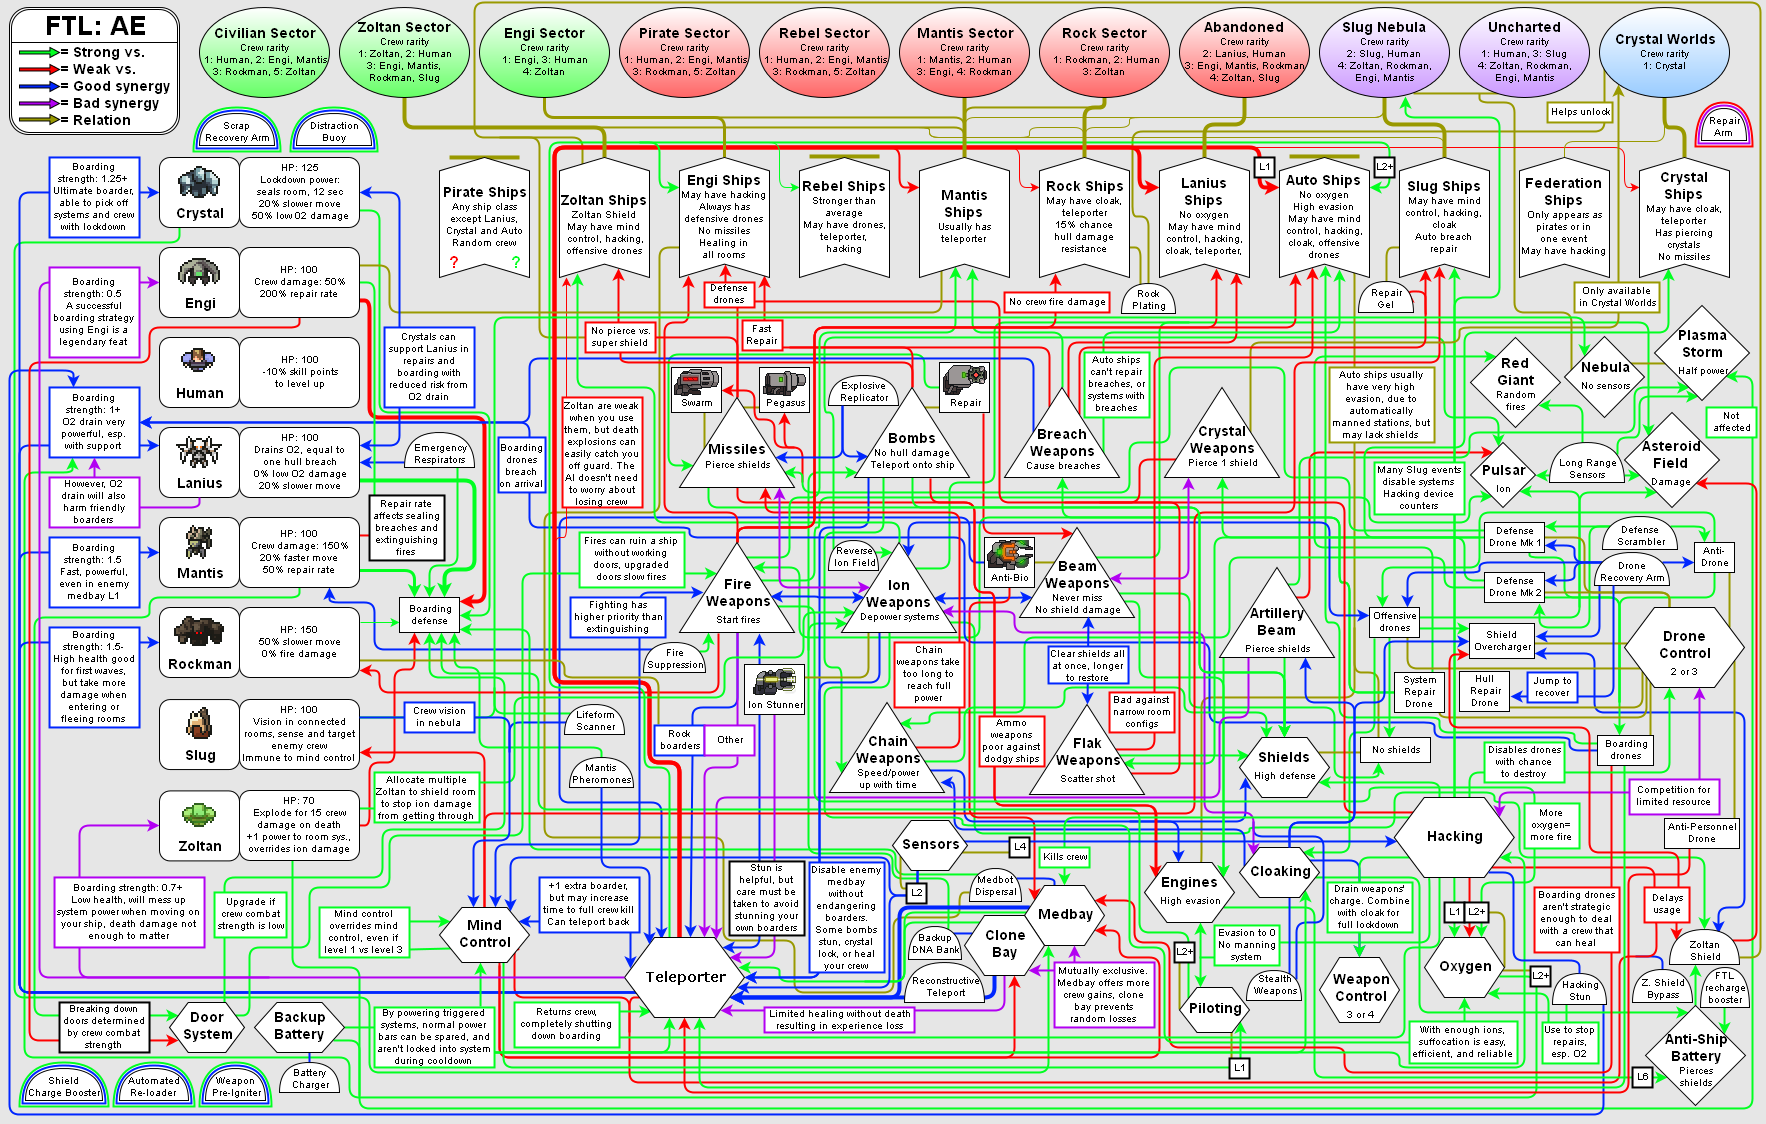 FTL: AE
= Strong vs.
= Weak vs.
= Good synergy
= Bad synergy
= Relation
Civilian Sector
Crew rarity
1: Human, 2: Engi, Mantis
3: Rockman, 5: Zoltan
Zoltan Sector
Crew rarity
1: Zoltan, 2: Human
3: Engi, Mantis,
Rockman, Slug
Engi Sector
Crew rarity
1: Engi, 3: Human
4: Zoltan
Pirate Sector
Crew rarity
1: Human, 2: Engi, Mantis
3: Rockman, 5: Zoltan
Rebel Sector
Crew rarity
1: Human, 2: Engi, Mantis
3: Rockman, 5: Zoltan
Mantis Sector
Crew rarity
1: Mantis, 2: Human
3: Engi, 4: Rockman
Rock Sector
Crew rarity
1: Rockman, 2: Human
3: Zoltan
Abandoned
Crew rarity
2: Lanius, Human
3: Engi, Mantis, Rockman
4: Zoltan, Slug
Slug Nebula
Crew rarity
2: Slug, Human
4: Zoltan, Rockman,
Engi, Mantis
Uncharted
Crew rarity
1: Human, 3: Slug
4: Zoltan, Rockman,
Engi, Mantis
Crystal Worlds
Crew rarity
1: Crystal
Scrap
Recovery Arm
Distraction
Buoy
Helps unlock
Repair
Arm
Boarding
strength: 1.25+
Ultimate boarder,
able to pick off
systems and crew
with lockdown
Crystal
HP: 125
Lockdown power:
seals room, 12 sec
20% slower move
50% low O2 damage
Boarding
strength: 0.5
A successful
boarding strategy
using Engi is a
legendary feat
Engi
HP: 100
Crew damage: 50%
200% repair rate
Human
HP: 100
-10% skill points
to level up
Crystals can
support Lanius in
repairs and
boarding with
reduced risk from
O2 drain
Boarding
strength: 1+
O2 drain very
powerful, esp.
with support
Lanius
HP: 100
Drains O2, equal to
one hull breach
0% low O2 damage
20% slower move
Emergency
Respirators
However, O2
drain will also
harm friendly
boarders
Boarding
strength: 1.5
Fast, powerful,
even in enemy
medbay L1
Mantis
HP: 100
Crew damage: 150%
20% faster move
50% repair rate
Repair rate
affects sealing
breaches and
extinguishing
fires
Boarding
strength: 1.5-
High health good
for first waves,
but take more
damage when
entering or
fleeing rooms
Rockman
HP: 150
50% slower move
0% fire damage
Boarding
defense
Slug
HP: 100
Vision in connected
rooms, sense and target
enemy crew
Immune to mind control
Crew vision
in nebula
Zoltan
HP: 70
Explode for 15 crew
damage on death
+1 power to room sys.,
overrides ion damage
Allocate multiple
Zoltan to shield room
to stop ion damage
from getting through
Boarding strength: 0.7+
Low health, will mess up
system power when moving on
your ship, death damage not
enough to matter
Upgrade if
crew combat
strength is low
Mind control
overrides mind
control, even if
level 1 vs level 3
Breaking down
doors determined
by crew combat
strength
Door
System
Backup
Battery
Battery
Charger
By powering triggered
systems, normal power
bars can be spared, and
aren't locked into system
during cooldown
Shield
Charge Booster
Automated
Re-loader
Weapon
Pre-Igniter
Pirate Ships
Any ship class
except Lanius,
Crystal and Auto
Random crew
? ?
Zoltan Ships
Zoltan Shield
May have mind
control, hacking,
offensive drones
Engi Ships
May have hacking
Always has
defensive drones
No missiles
Healing in
all rooms
Rebel Ships
Stronger than
average
May have drones,
teleporter,
hacking
Mantis
Ships
Usually has
teleporter
Rock Ships
May have cloak,
teleporter
15% chance
hull damage
resistance
Lanius
Ships
No oxygen
May have mind
control, hacking,
cloak, teleporter,
L1
Auto Ships
No oxygen
High evasion
May have mind
control, hacking,
cloak, offensive
drones
L2+
Slug Ships
May have mind
control, hacking,
cloak
Auto breach
repair
Federation
Ships
Only appears as
pirates or in
one event
May have hacking
Crystal
Ships
May have cloak,
teleporter
Has piercing
crystals
No missiles
Defense
drones
No pierce vs.
super shield
Fast
Repair
No crew fire damage
Rock
Plating
Repair
Gel
Only available
in Crystal Worlds
Swarm
Pegasus
Explosive
Replicator
Repair
Auto ships
can't repair
breaches, or
systems with
breaches
Auto ships usually
have very high
evasion, due to
automatically
manned stations, but
may lack shields
Red
Giant
Random
fires
Nebula
No sensors
Plasma
Storm
Half power
Not
affected
Zoltan are weak
when you use
them, but death
explosions can
easily catch you
off guard. The
AI doesn't need
to worry about
losing crew
Boarding
drones
breach
on arrival
Missiles
Pierce shields
Bombs
No hull damage
Teleport onto ship
Breach
Weapons
Cause breaches
Crystal
Weapons
Pierce 1 shield
Many Slug events
disable systems
Hacking device
counters
Pulsar
Ion
Long Range
Sensors
Asteroid
Field
Damage
Fires can ruin a ship
without working
doors, upgraded
doors slow fires
Fighting has
higher priority than
extinguishing
Fire
Weapons
Start fires
Reverse
Ion Field
Ion
Weapons
Depower systems
Anti-Bio
Beam
Weapons
Never miss
No shield damage
Artillery
Beam
Pierce shields
Defense
Drone Mk 1
Defense
Scrambler
Anti-
Drone
Drone
Recovery Arm
Defense
Drone Mk 2
Offensive
drones
Shield
Overcharger
Drone
Control
2 or 3
System
Repair
Drone
Hull
Repair
Drone
Jump to
recover
Fire
Suppression
Ion Stunner
Chain
weapons take
too long to
reach full
power
Clear shields all
at once, longer
to restore
Bad against
narrow room
configs
Lifeform
Scanner
Rock
boarders
Other
Mantis
Pheromones
Chain
Weapons
Speed/power
up with time
Ammo
weapons
poor against
dodgy ships
Flak
Weapons
Scatter shot
Shields
High defense
No shields
Disables drones
with chance
to destroy
Boarding
drones
Competition for
limited resource
More
oxygen=
more fire
Anti-Personnel
Drone
Hacking
Sensors
L4
L2
Kills crew
Medbot
Dispersal
Medbay
Clone
Bay
Backup
DNA Bank
Reconstructive
Teleport
Engines
High evasion
Cloaking
Mind
Control
+1 extra boarder,
but may increase
time to full crew kill
Can teleport back
Stun is
helpful, but
care must be
taken to avoid
stunning your
own boarders
Disable enemy
medbay
without
endangering
boarders.
Some bombs
stun, crystal
lock, or heal
your crew
Teleporter
Returns crew,
completely shutting
down boarding
Limited healing without death
resulting in experience loss
Mutually exclusive.
Medbay offers more
crew gains, clone
bay prevents
random losses
Evasion to 0
No manning
system
L2+
Piloting
L1
Stealth
Weapons
Drain weapons'
charge. Combine
with cloak for
full lockdown
Weapon
Control
3 or 4
L1
L2+
Oxygen
L2+
Boarding drones
aren't strategic
enough to deal
with a crew that
can heal
Delays
usage
Zoltan
Shield
Hacking
Stun
Z. Shield
Bypass
FTL
recharge
booster
With enough ions,
suffocation is easy,
efficient, and reliable
Use to stop
repairs,
esp. O2
Anti-Ship
Battery
Pierces
shields
L6